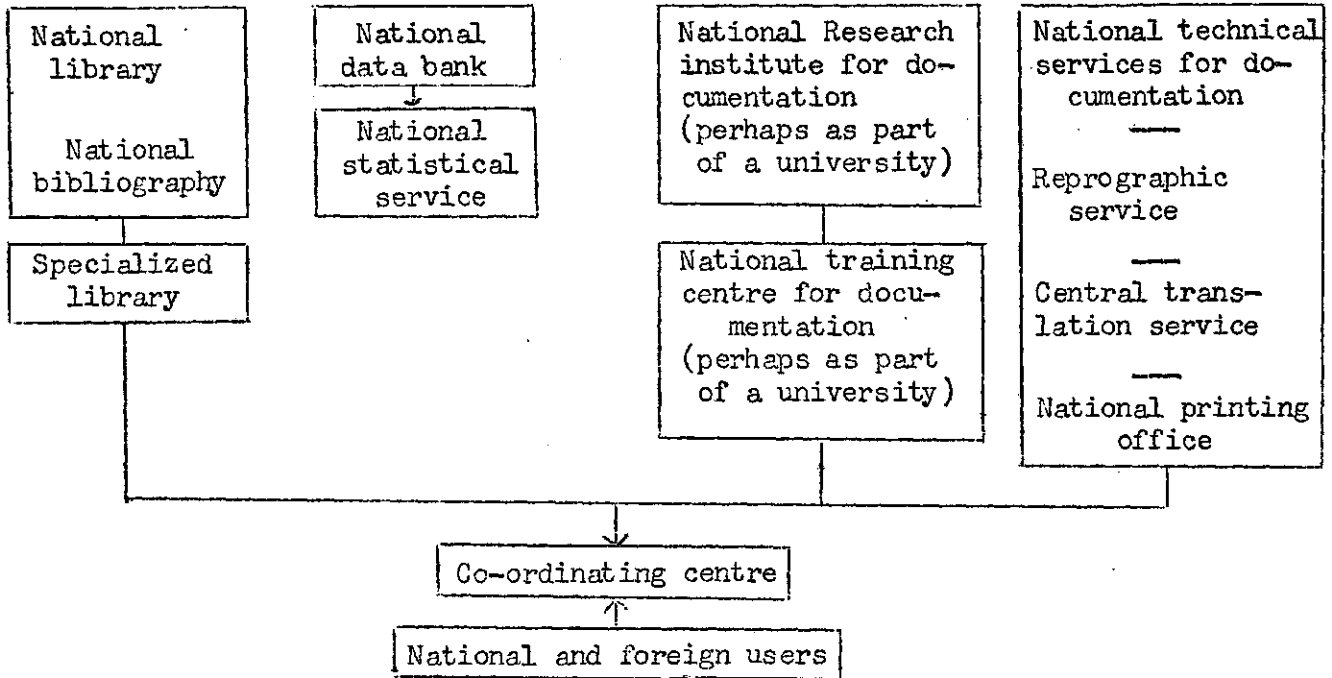 National
library
National
bibliography
Specialized
library
National
data bank
National
statistical
service
National Research
institute for do-
cumentation
(perhaps as part
of a university)
National training
centre for docu-
mentation
(perhaps as part
of a university)
National technical
services for do-
cumentation
Reprographic
service
Central trans-
lation service
National printing
office
Co-ordinating centre
National and foreign users